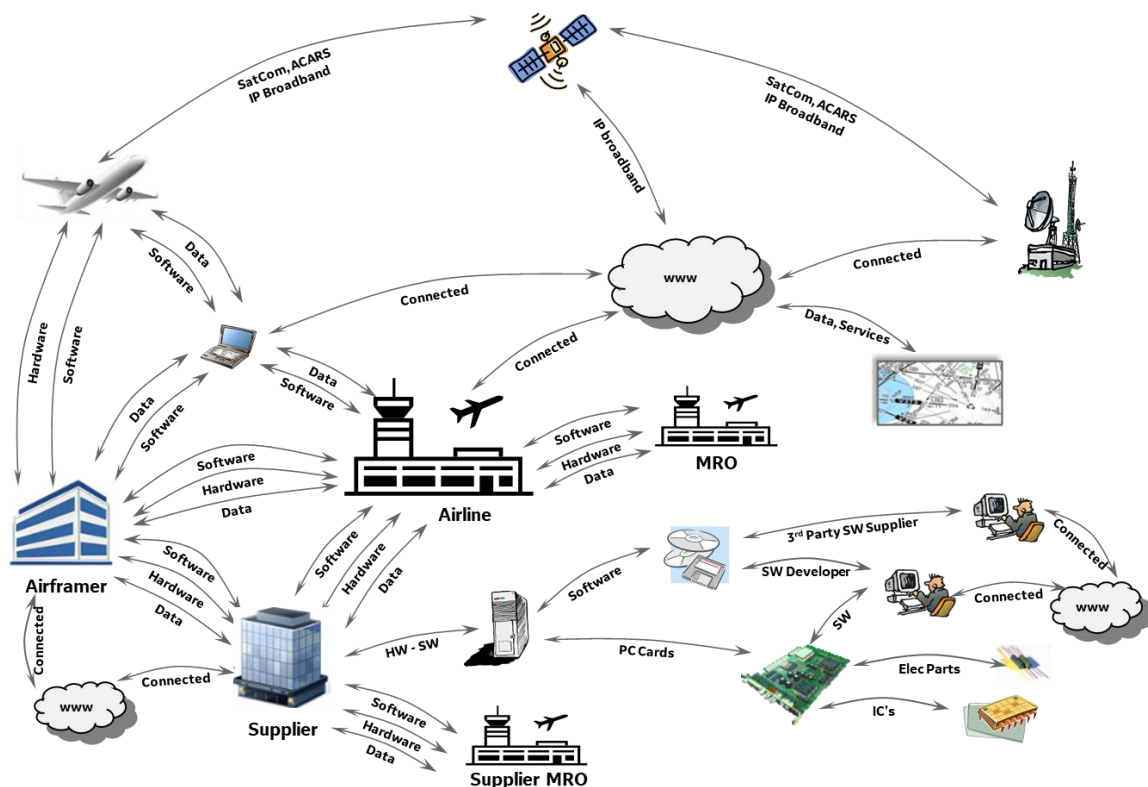 SatCom, ACARS
IP Broadband
SatCom, ACARS
IP Broadband
IP broadband
Data
Software
www
Connected
Connected
Hardware
Software
Data, Services
Connected
Data
Software
Data
Software
Software
Hardware
Data
MRO
Software
Hardware
Data
Airline
3rd Party SW Supplier
Connected
Software
Hardware
Data
Software
Hardware
Data
Software
SW Developer
Airframer
Connected
www
SW
Connected
HW - SW
PC Cards
Elec Parts
Connected
www
IC's
Supplier
Software
Hardware
Data
Supplier MRO